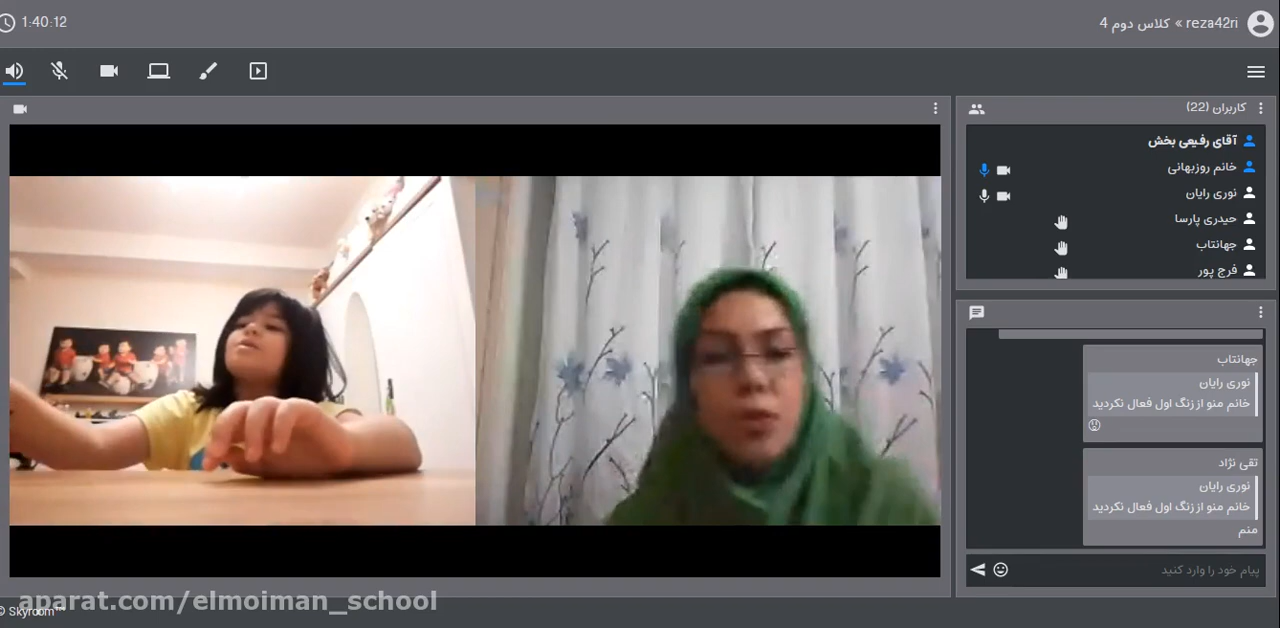 1:40:12
reza42ri » کلاس دوم 4
کاربران (22)
آقای رفیعی بخش
خانم روزبهانی
نوری رایان
حیدری پارسا
جهانتاب
فرج پور
جهانتاب
نوری رایان
خانم منو از زنگ اول فعال نکردید
😡
تقی نژاد
نوری رایان
خانم منو از زنگ اول فعال نکردید
منم
پیام خود را وارد کنید
aparat.com/elmoiman_school
© Skyroom™